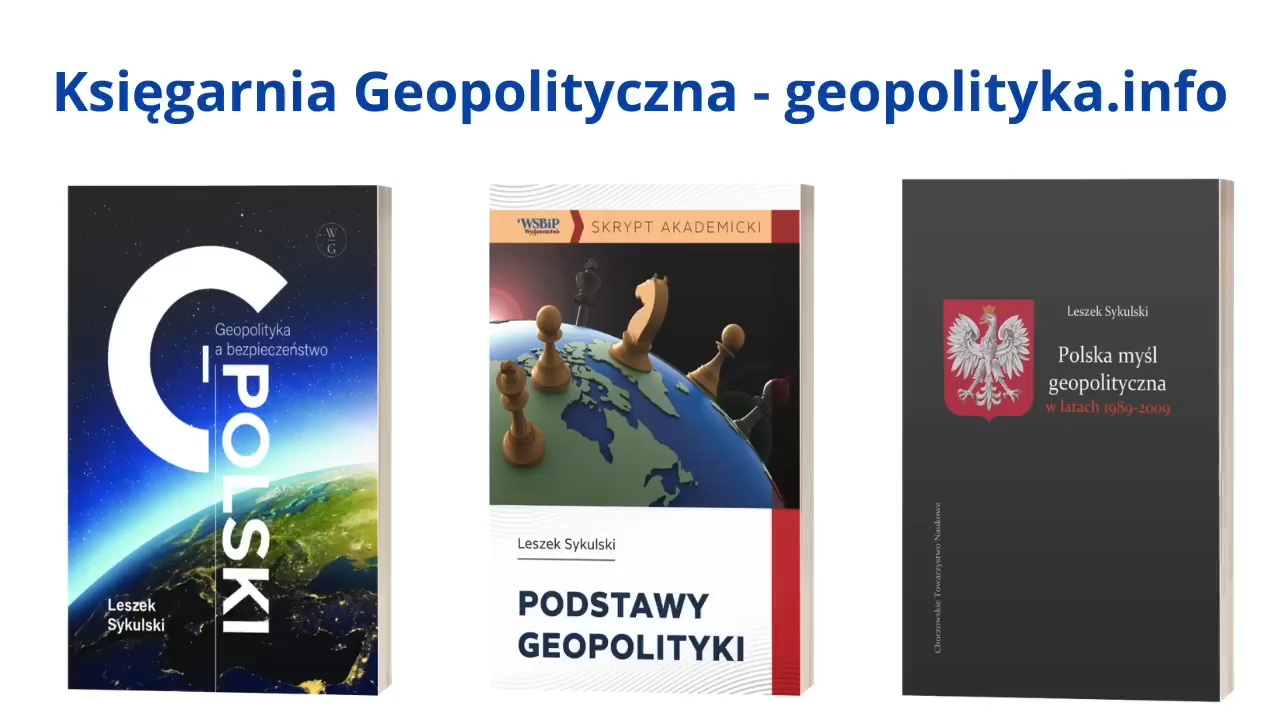 Księgarnia Geopolityczna - geopolityka.info
W
G
Geopolityka
a bezpieczeństwo
POLSKI
Leszek
Sykulski
WSBiP
Wydawnictwo
SKRYPT AKADEMICKI
Leszek Sykulski
PODSTAWY
GEOPOLITYKI
Leszek Sykulski
Polska myśl
geopolityczna
w latach 1989-2009
Chorzowskie Towarzystwo Naukowe